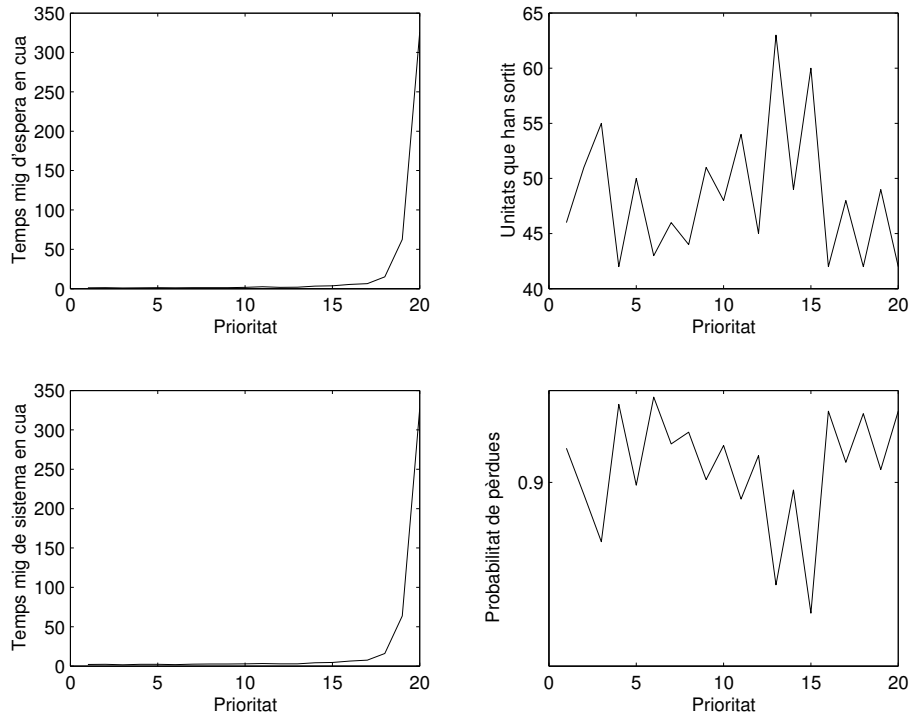 Temps mig d'espera en cua
350
300
250
200
150
100
50
0
0 5 10 15 20
Prioritat
Unitats que han sortit
65
60
55
50
45
40
0 5 10 15 20
Prioritat
Temps mig de sistema en cua
350
300
250
200
150
100
50
0
0 5 10 15 20
Prioritat
Probabilitat de pèrdues
0.9
0 5 10 15 20
Prioritat